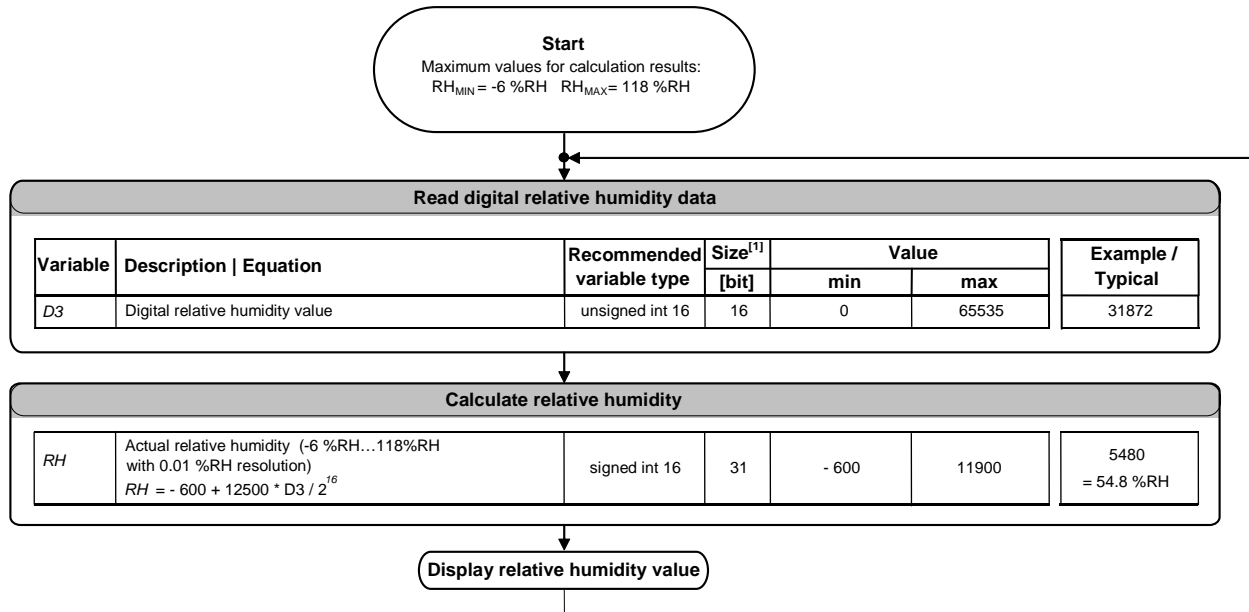 Start
Maximum values for calculation results:
RHMIN = -6 %RH RHMAX= 118 %RH
Read digital relative humidity data
Variable Description | Equation Recommended variable type Size[1] [bit] Value min max Example / Typical
D3 Digital relative humidity value unsigned int 16 16 0 65535 31872
Calculate relative humidity
RH Actual relative humidity (-6 %RH…118%RH
with 0.01 %RH resolution)
RH = - 600 + 12500 * D3 / 2^16
signed int 16 31 - 600 11900 5480
= 54.8 %RH
Display relative humidity value